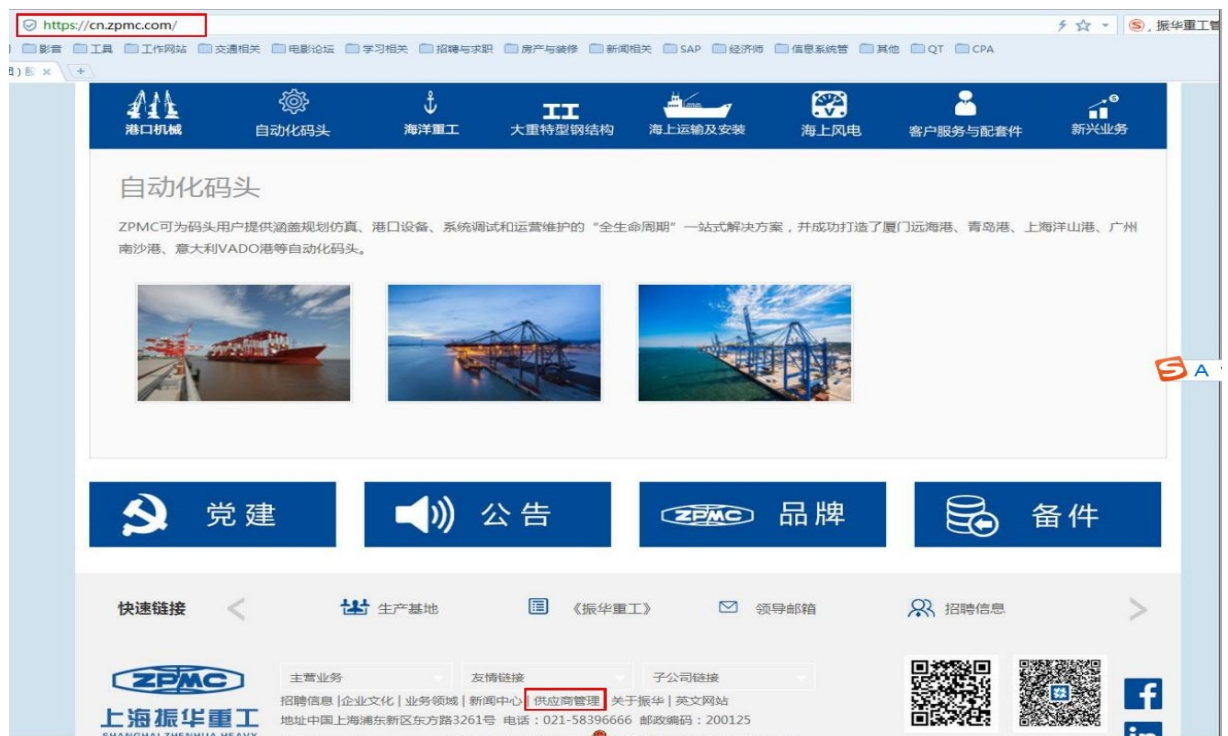 https://cn.zpmc.com/
振华重工管
影音 工具 工作网站 交通相关 电影论坛 学习相关 招聘与求职 房产与装修 新闻相关 SAP 经济师 信息系统管 其他 QT CPA
港口机械 自动化码头 海洋重工 大重特型钢结构 海上运输及安装 海上风电 客户服务与配套件 新兴业务
自动化码头
ZPMC可为码头用户提供涵盖规划仿真、港口设备、系统调试和运营维护的“全生命周期”一站式解决方案，并成功打造了厦门远海港、青岛港、上海洋山港、广州
南沙港、意大利VADO港等自动化码头。
党建 公告 ZPMC 品牌 备件
快速链接 生产基地 《振华重工》 领导邮箱 招聘信息
ZPMC 主营业务 友情链接 子公司链接
招聘信息 |企业文化 | 业务领域 | 新闻中心 | 供应商管理 | 关于振华 | 英文网站
上海振华重工 地址中国上海浦东新区东方路3261号 电话：021-58396666 邮政编码：200125
SHANGHAI ZHENHUA HEAVY